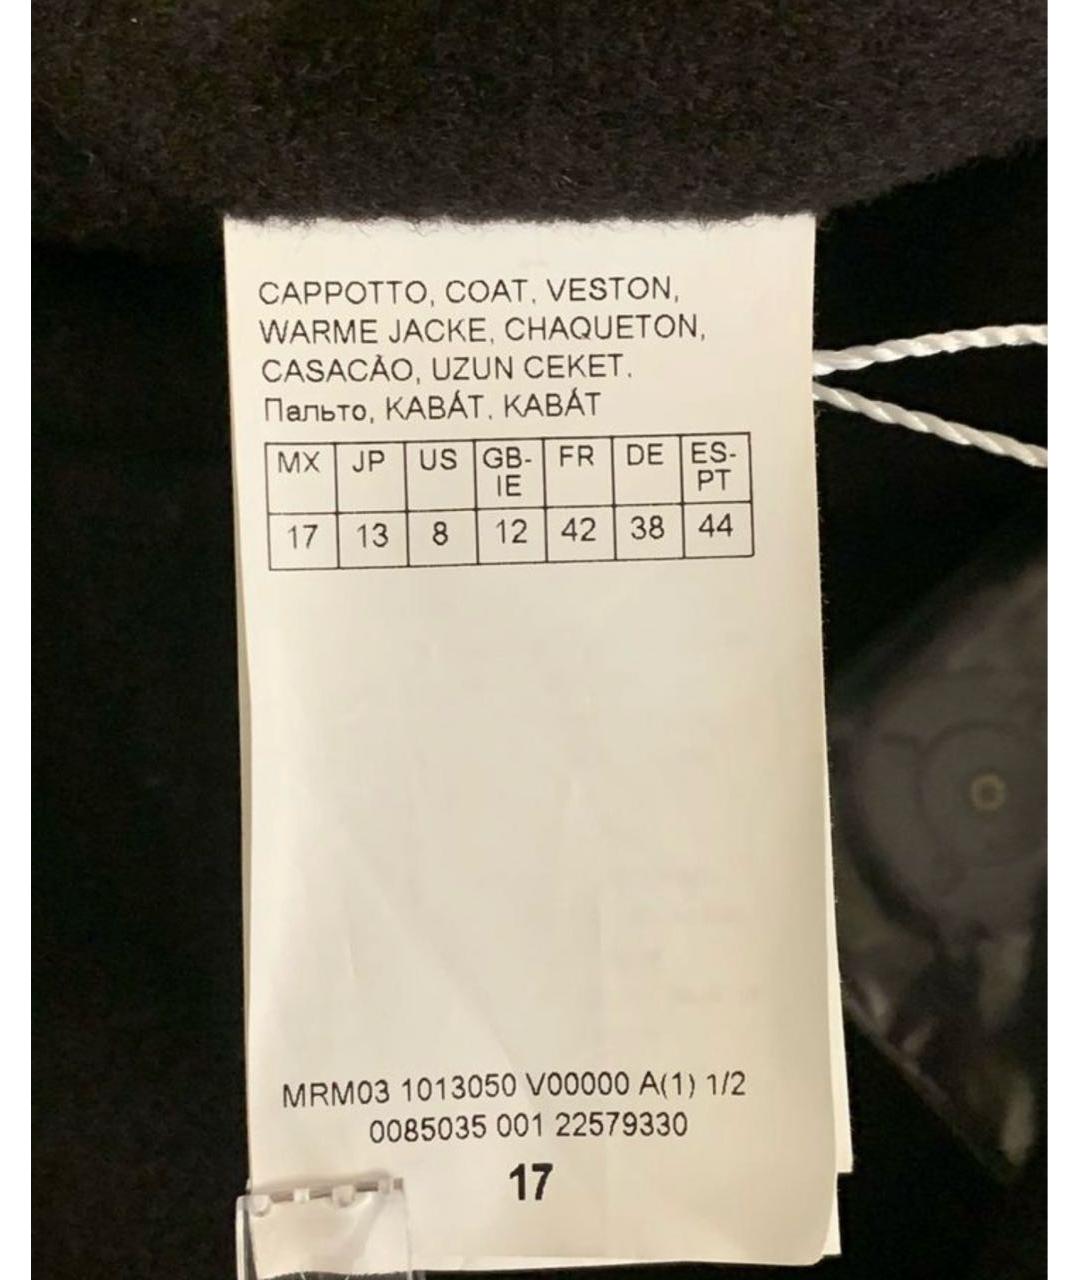 CAPPOTTO, COAT, VESTON,
WARME JACKE, CHAQUETON,
CASACÃO, UZUN CEKET,
Пальто, KABÁT, KABÁT
MX JP US GB-IE FR DE ES-PT
17 13 8 12 42 38 44
MRM03 1013050 V00000 A(1) 1/2
0085035 001 22579330
17